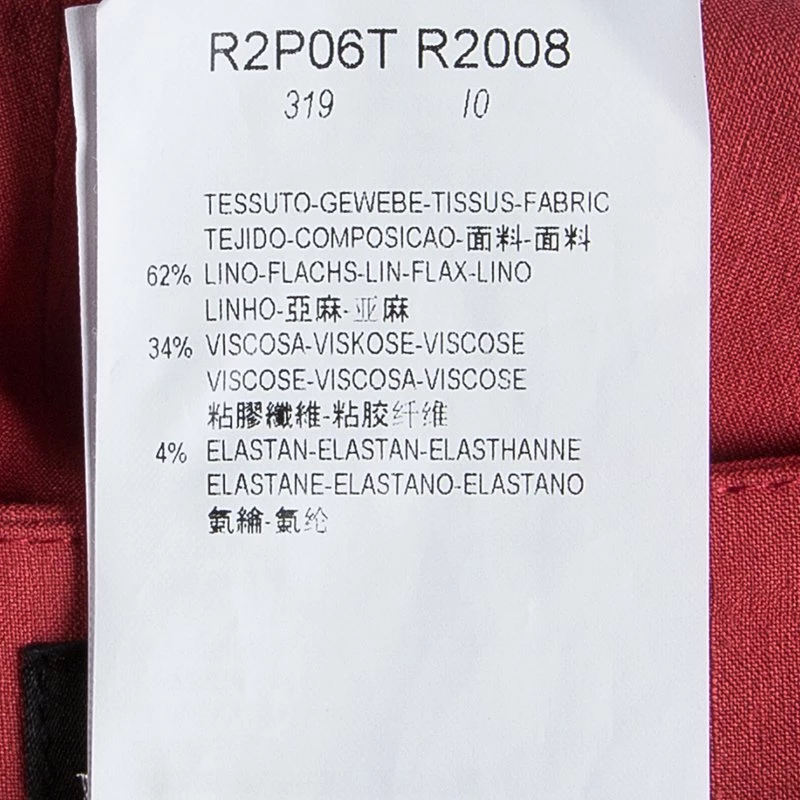 R2P06T R2008
319 10
TESSUTO-GEWEBE-TISSUS-FABRIC
TEJIDO-COMPOSICAO-面料-面料
62% LINO-FLACHS-LIN-FLAX-LINO
LINHO-亞麻-亚麻
34% VISCOSA-VISKOSE-VISCOSE
VISCOSE-VISCOSA-VISCOSE
粘膠纖維-粘胶纤维
4% ELASTAN-ELASTAN-ELASTHANNE
ELASTANE-ELASTANO-ELASTANO
氨綸-氨纶